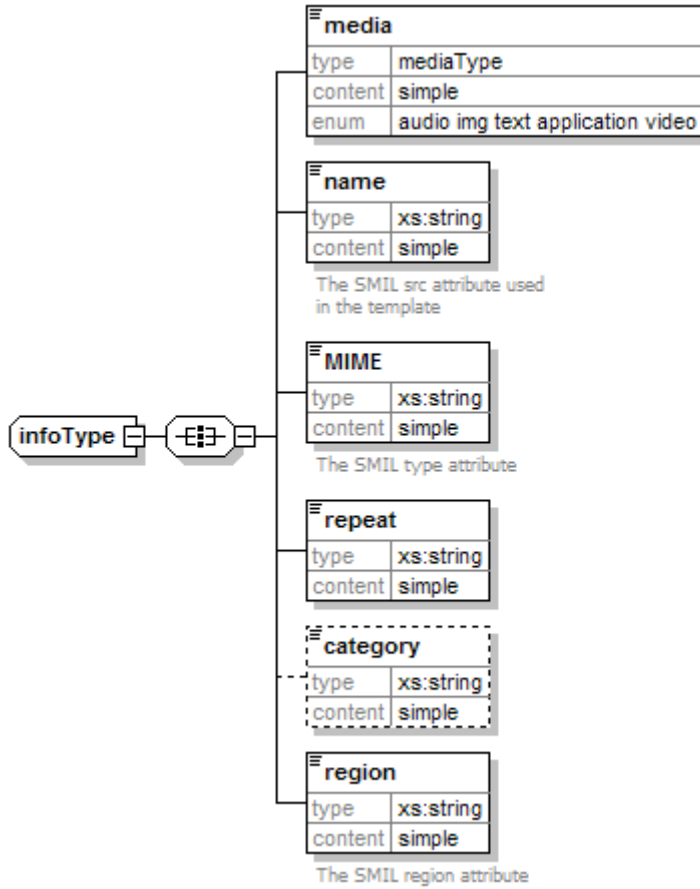 media
type mediaType
content simple
enum audio img text application video
name
type xs:string
content simple
The SMIL src attribute used
in the template
MIME
type xs:string
content simple
The SMIL type attribute
infoType
repeat
type xs:string
content simple
category
type xs:string
content simple
region
type xs:string
content simple
The SMIL region attribute